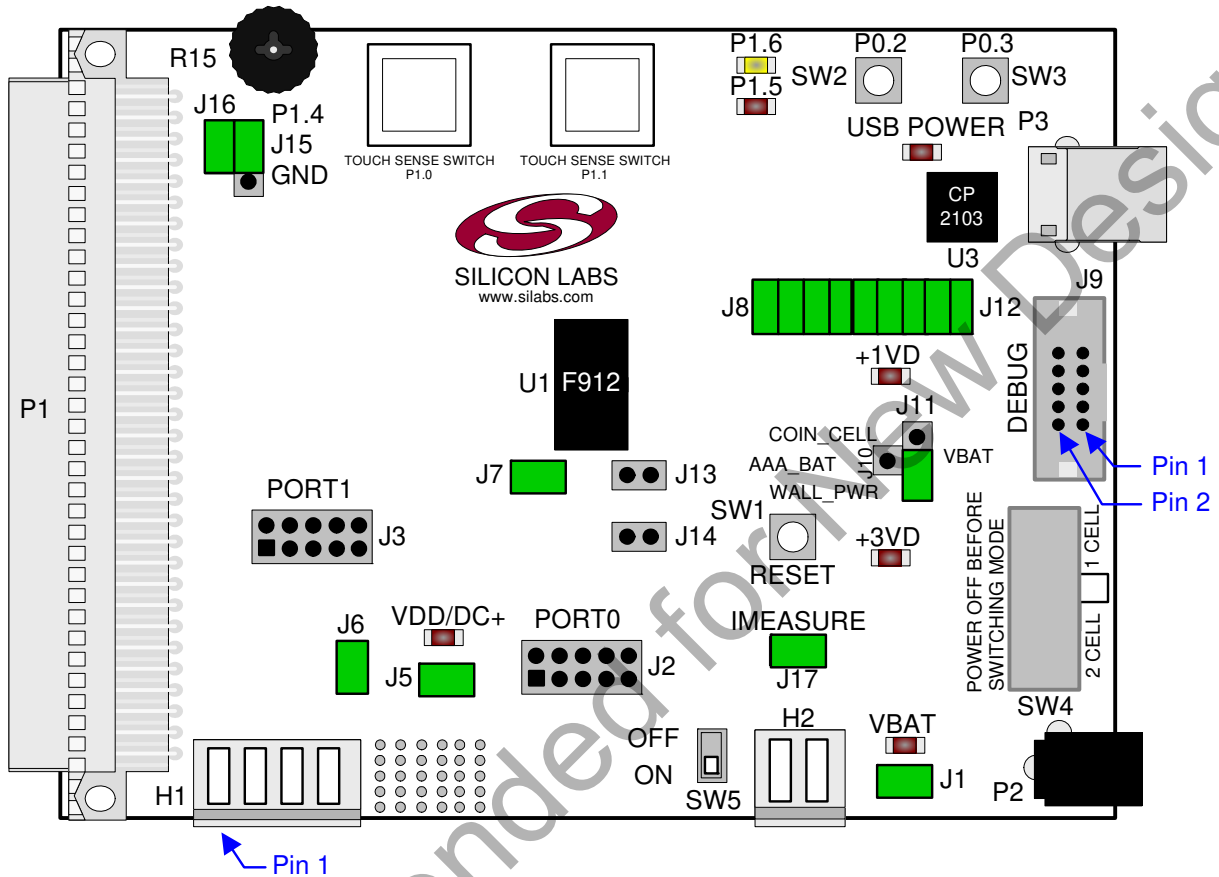 R15
P1.6
P0.2
P0.3
SW2
SW3
P1.5
J16
P1.4
J15
GND
TOUCH SENSE SWITCH
P1.0
TOUCH SENSE SWITCH
P1.1
USB POWER
P3
CP
2103
U3
SILICON LABS
www.silabs.com
J8
J12
J9
+1VD
DEBUG
P1
U1
F912
J11
COIN_CELL
J10
AAA_BAT
VBAT
WALL_PWR
Pin 1
Pin 2
J7
J13
PORT1
J3
J14
SW1
RESET
+3VD
POWER OFF BEFORE
SWITCHING MODE
1 CELL
2 CELL
SW4
J6
VDD/DC+
J5
PORT0
J2
IMEASURE
J17
OFF
ON
SW5
H2
VBAT
J1
P2
H1
Pin 1
ended for New Desig